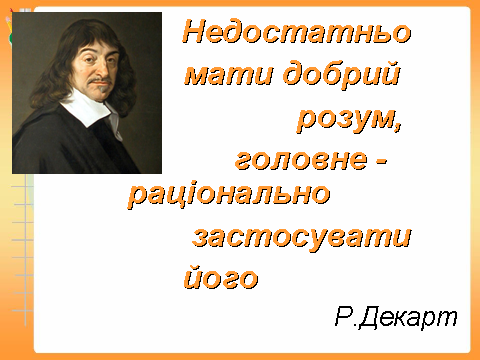 Недостатньо
мати добрий
розум,
головне -
раціонально
застосувати
його
Р.Декарт